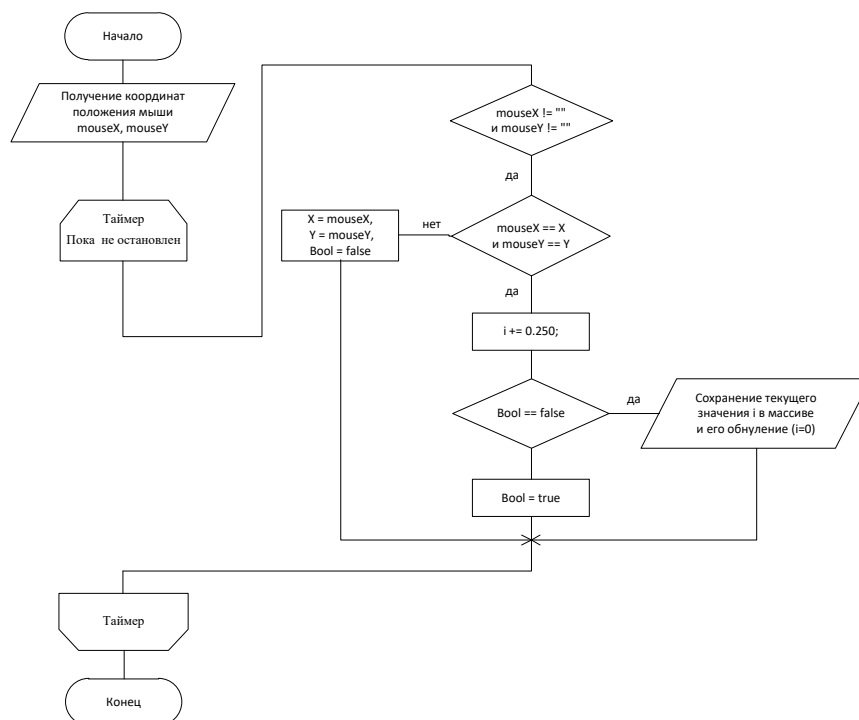 Начало
Получение координат
положения мыши
mouseX, mouseY
Таймер
Пока не остановлен
mouseX != ""
и mouseY != ""
да
mouseX == X
и mouseY == Y
нет
X = mouseX,
Y = mouseY,
Bool = false
да
i += 0.250;
Bool == false
да
Сохранение текущего
значения i в массиве
и его обнуление (i=0)
Bool = true
Таймер
Конец